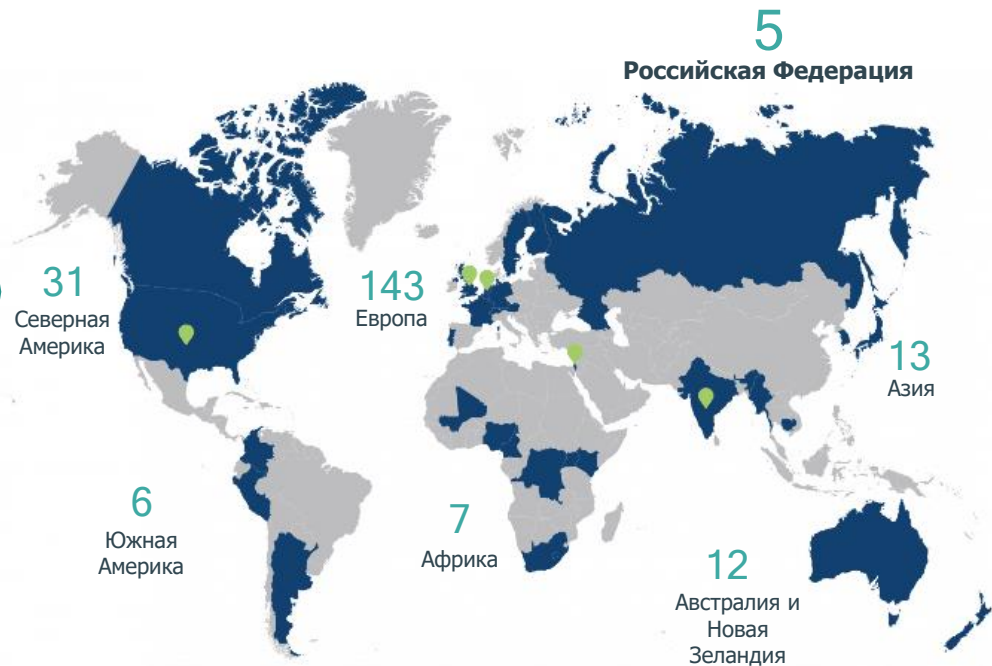 5
Российская Федерация
31
Северная
Америка
143
Европа
13
Азия
6
Южная
Америка
7
Африка
12
Австралия и
Новая
Зеландия